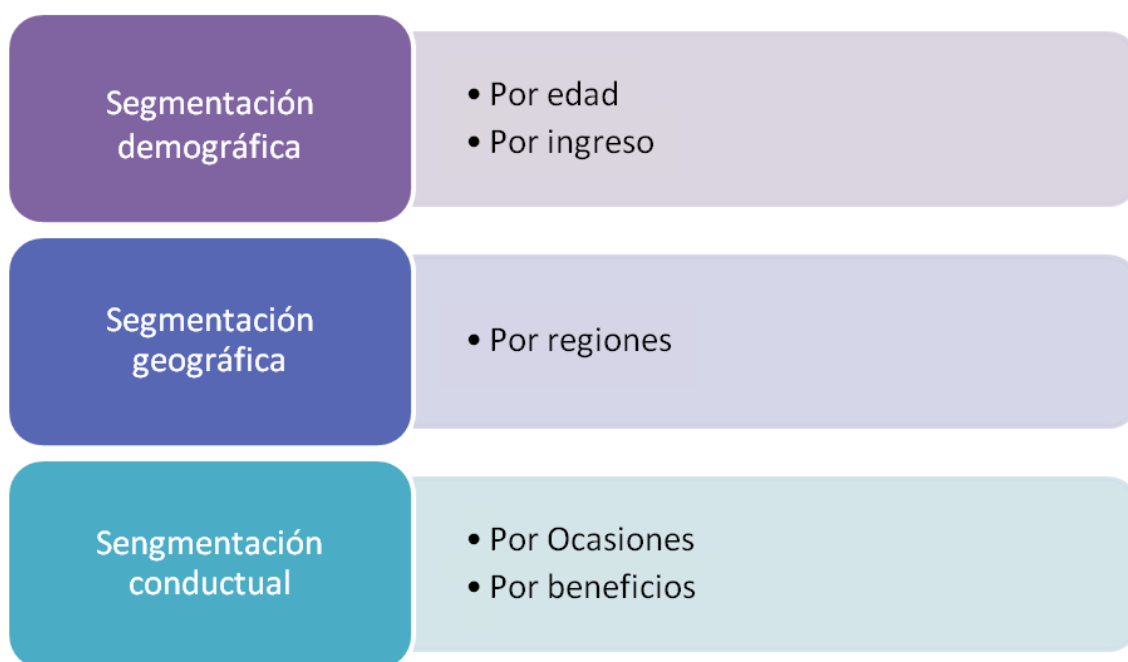 Segmentación
demográfica
• Por edad
• Por ingreso
Segmentación
geográfica
• Por regiones
Sengmentación
conductual
• Por Ocasiones
• Por beneficios